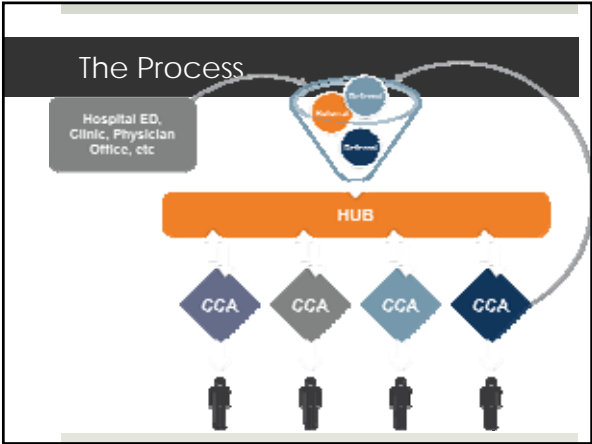 The Process
Referral
Referral
Hospital ED,
Clinic, Physician
Office, etc
Referral
HUB
CCA
CCA
CCA
CCA